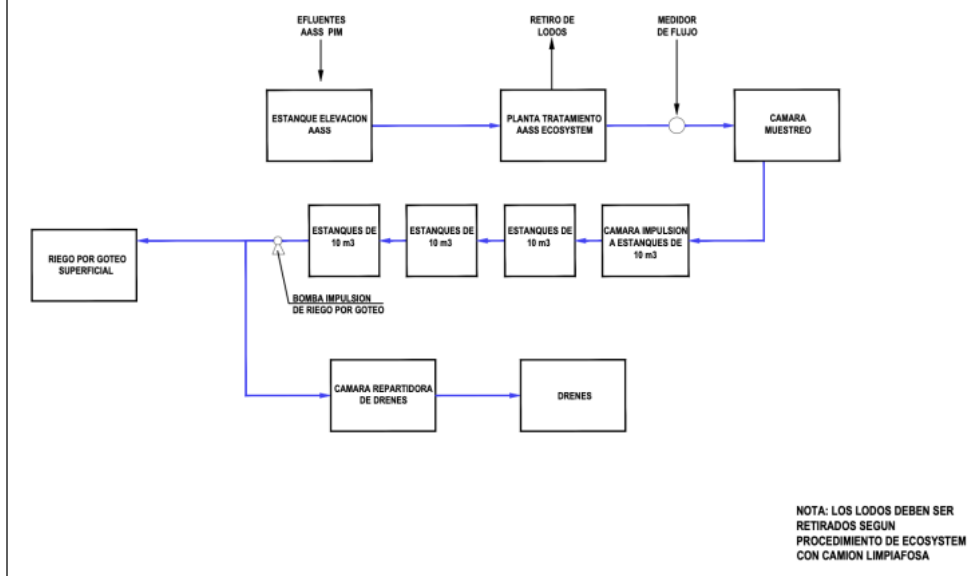 EFLUENTES
AASS PIM
RETIRO DE
LODOS
MEDIDOR
DE FLUJO
ESTANQUE ELEVACION
AASS
PLANTA TRATAMIENTO
AASS ECOSYSTEM
CAMARA
MUESTREO
RIEGO POR GOTEO
SUPERFICIAL
ESTANQUES DE
10 m3
ESTANQUES DE
10 m3
ESTANQUES DE
10 m3
CAMARA IMPULSION
A ESTANQUES DE
10 m3
BOMBA IMPULSION
DE RIEGO POR GOTEO
CAMARA REPARTIDORA
DE DRENES
DRENES
NOTA: LOS LODOS DEBEN SER
RETIRADOS SEGUN
PROCEDIMIENTO DE ECOSYSTEM
CON CAMION LIMPIAFOSA